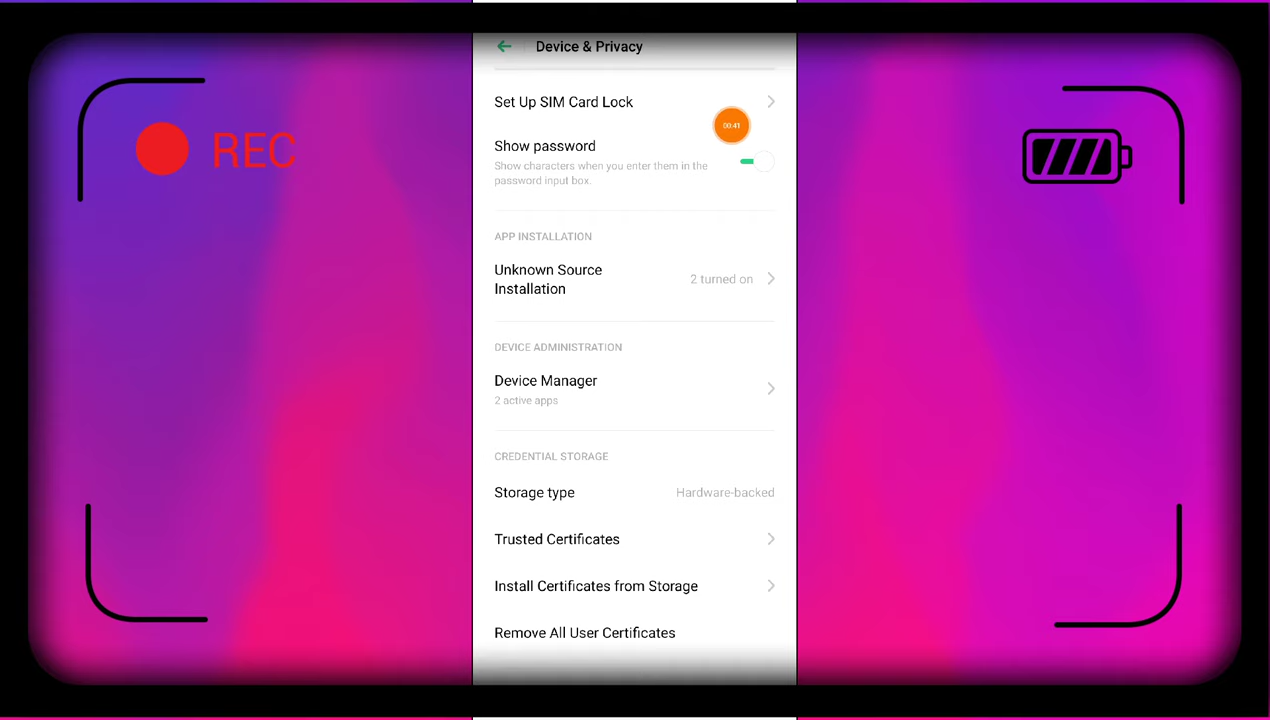 Device & Privacy
REC
Set Up SIM Card Lock
00:41
Show password
Show characters when you enter them in the
password input box.
APP INSTALLATION
Unknown Source
Installation
2 turned on
DEVICE ADMINISTRATION
Device Manager
2 active apps
CREDENTIAL STORAGE
Storage type
Hardware-backed
Trusted Certificates
Install Certificates from Storage
Remove All User Certificates